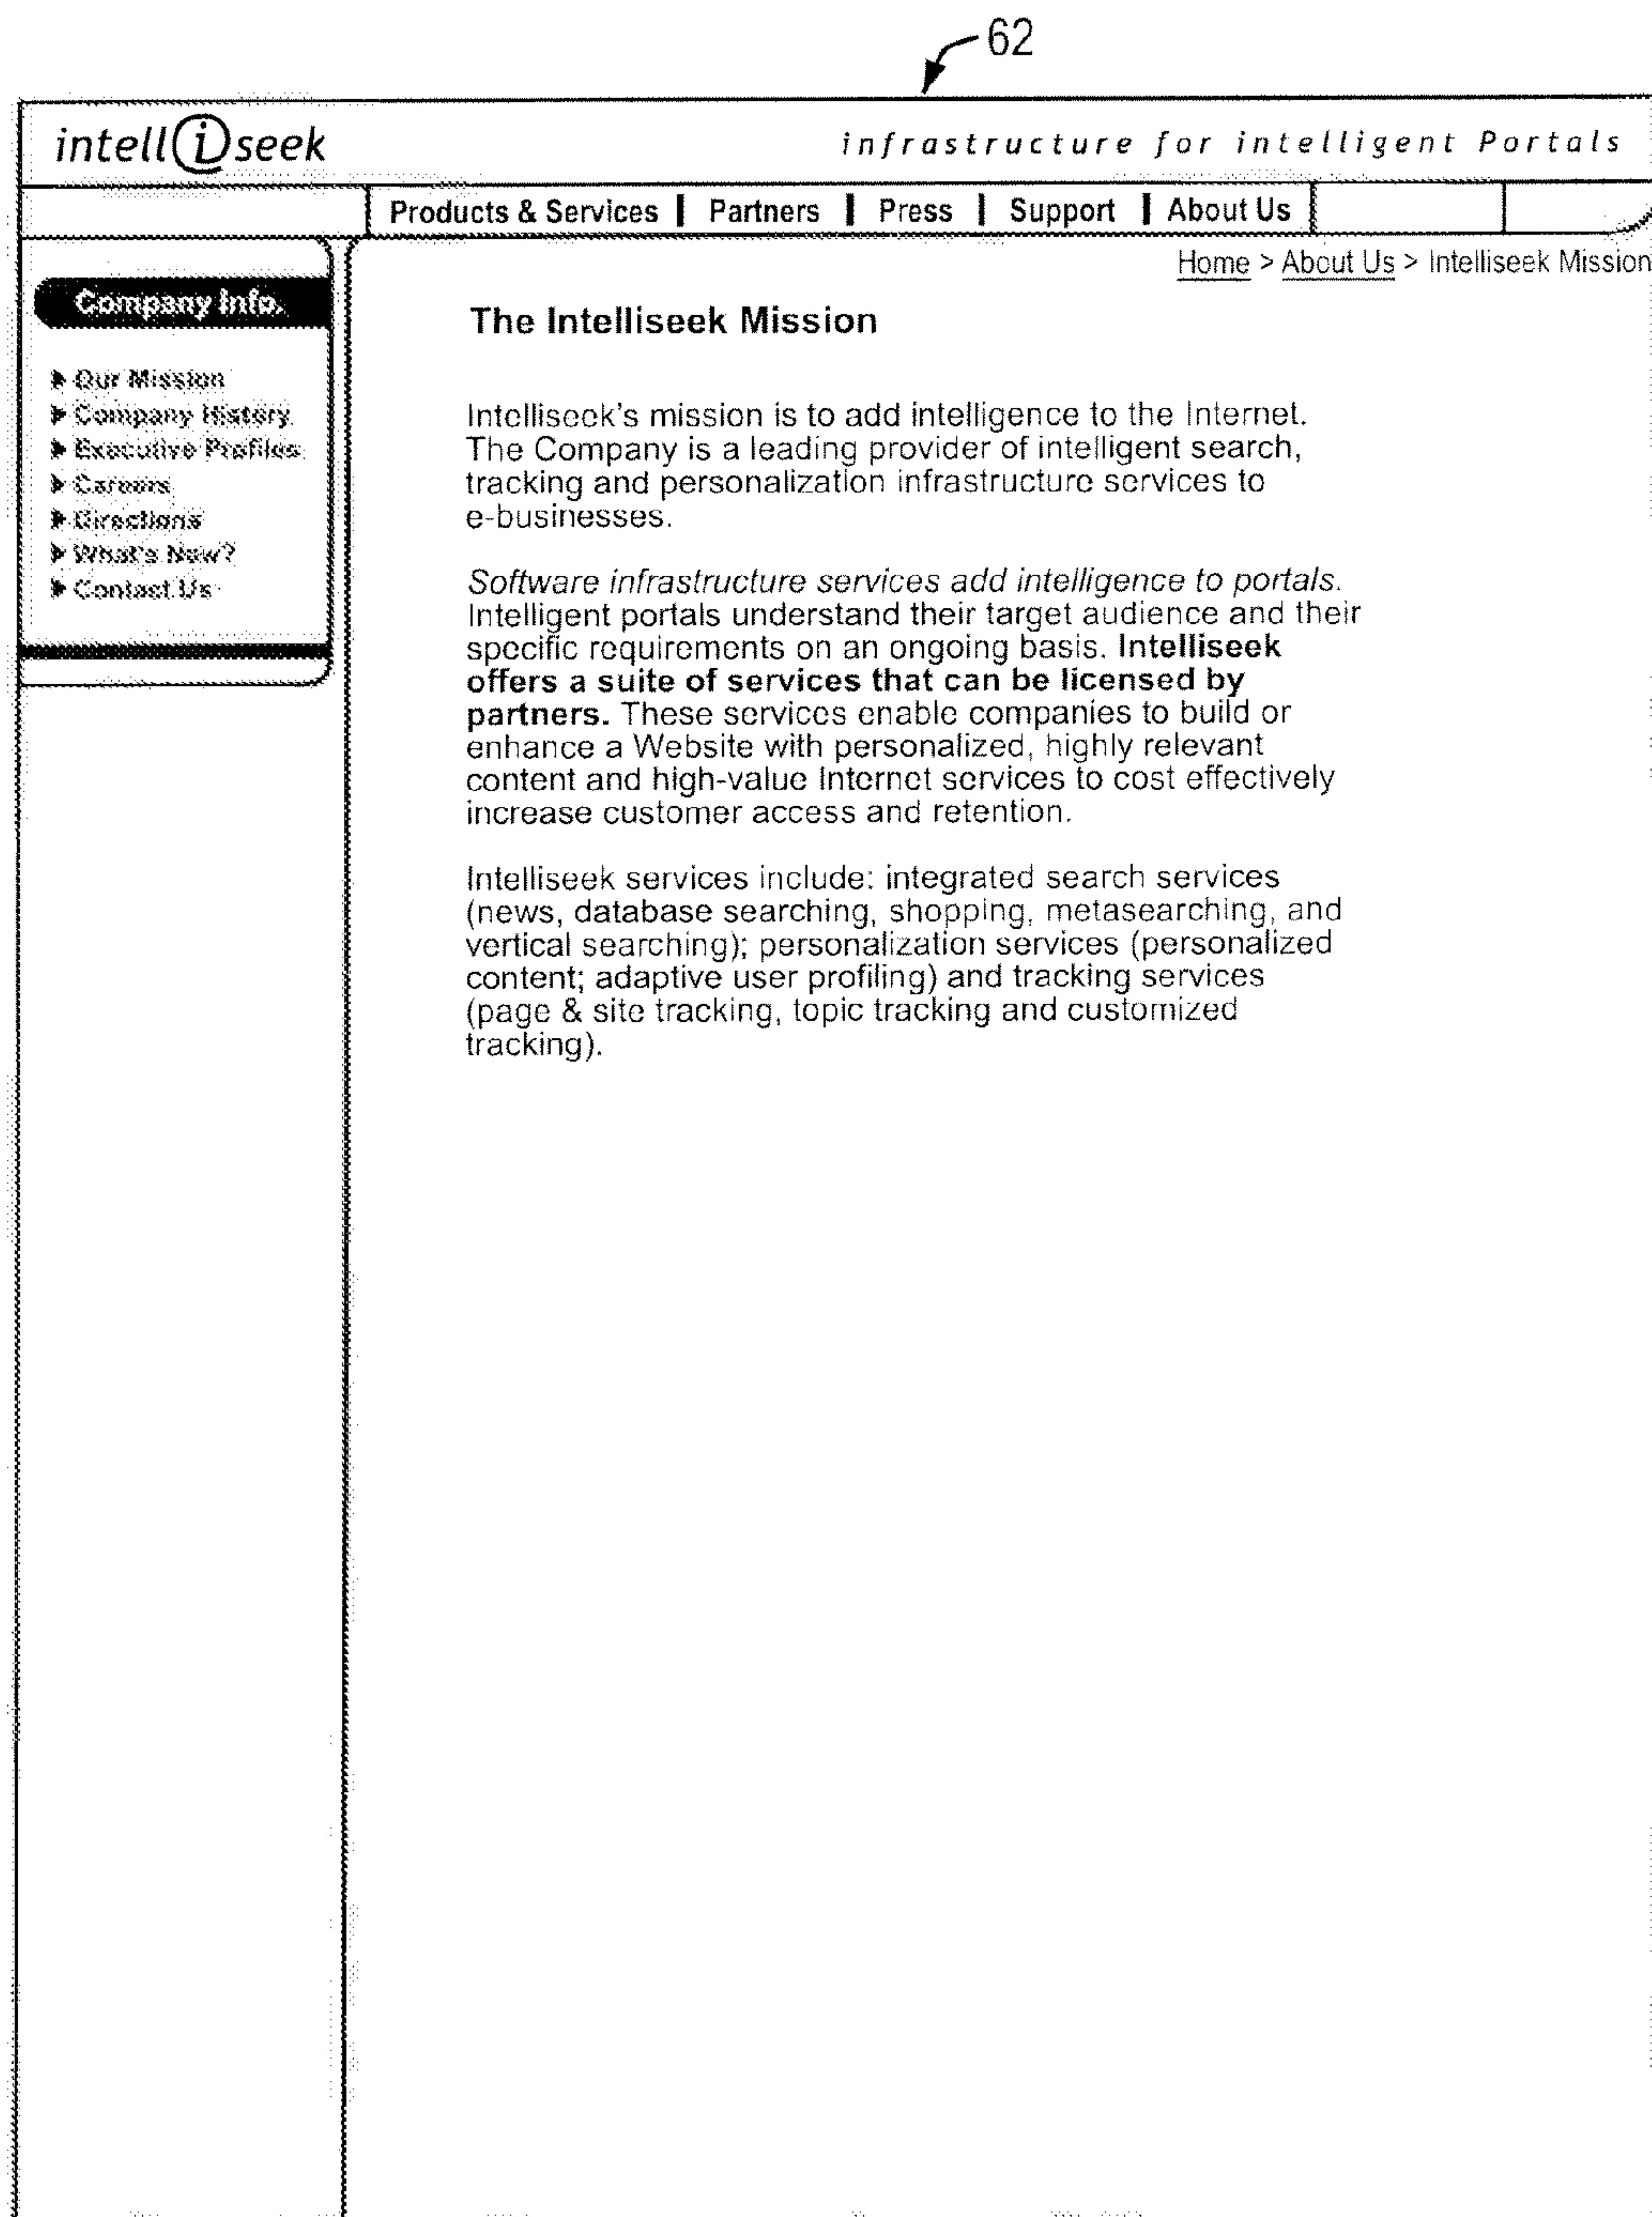 62
intelliseek
infrastructure for intelligent Portals
Products & Services | Partners | Press | Support | About Us
Home > About Us > Intelliseek Mission
Company Info.
Our Mission
Company History
Executive Profiles
Careers
Directions
What's New?
Contact Us
The Intelliseek Mission
Intelliseek's mission is to add intelligence to the Internet.
The Company is a leading provider of intelligent search,
tracking and personalization infrastructure services to
e-businesses.
Software infrastructure services add intelligence to portals.
Intelligent portals understand their target audience and their
specific requirements on an ongoing basis. Intelliseek
offers a suite of services that can be licensed by
partners. These services enable companies to build or
enhance a Website with personalized, highly relevant
content and high-value Internet services to cost effectively
increase customer access and retention.
Intelliseek services include: integrated search services
(news, database searching, shopping, metasearching, and
vertical searching); personalization services (personalized
content; adaptive user profiling) and tracking services
(page & site tracking, topic tracking and customized
tracking).